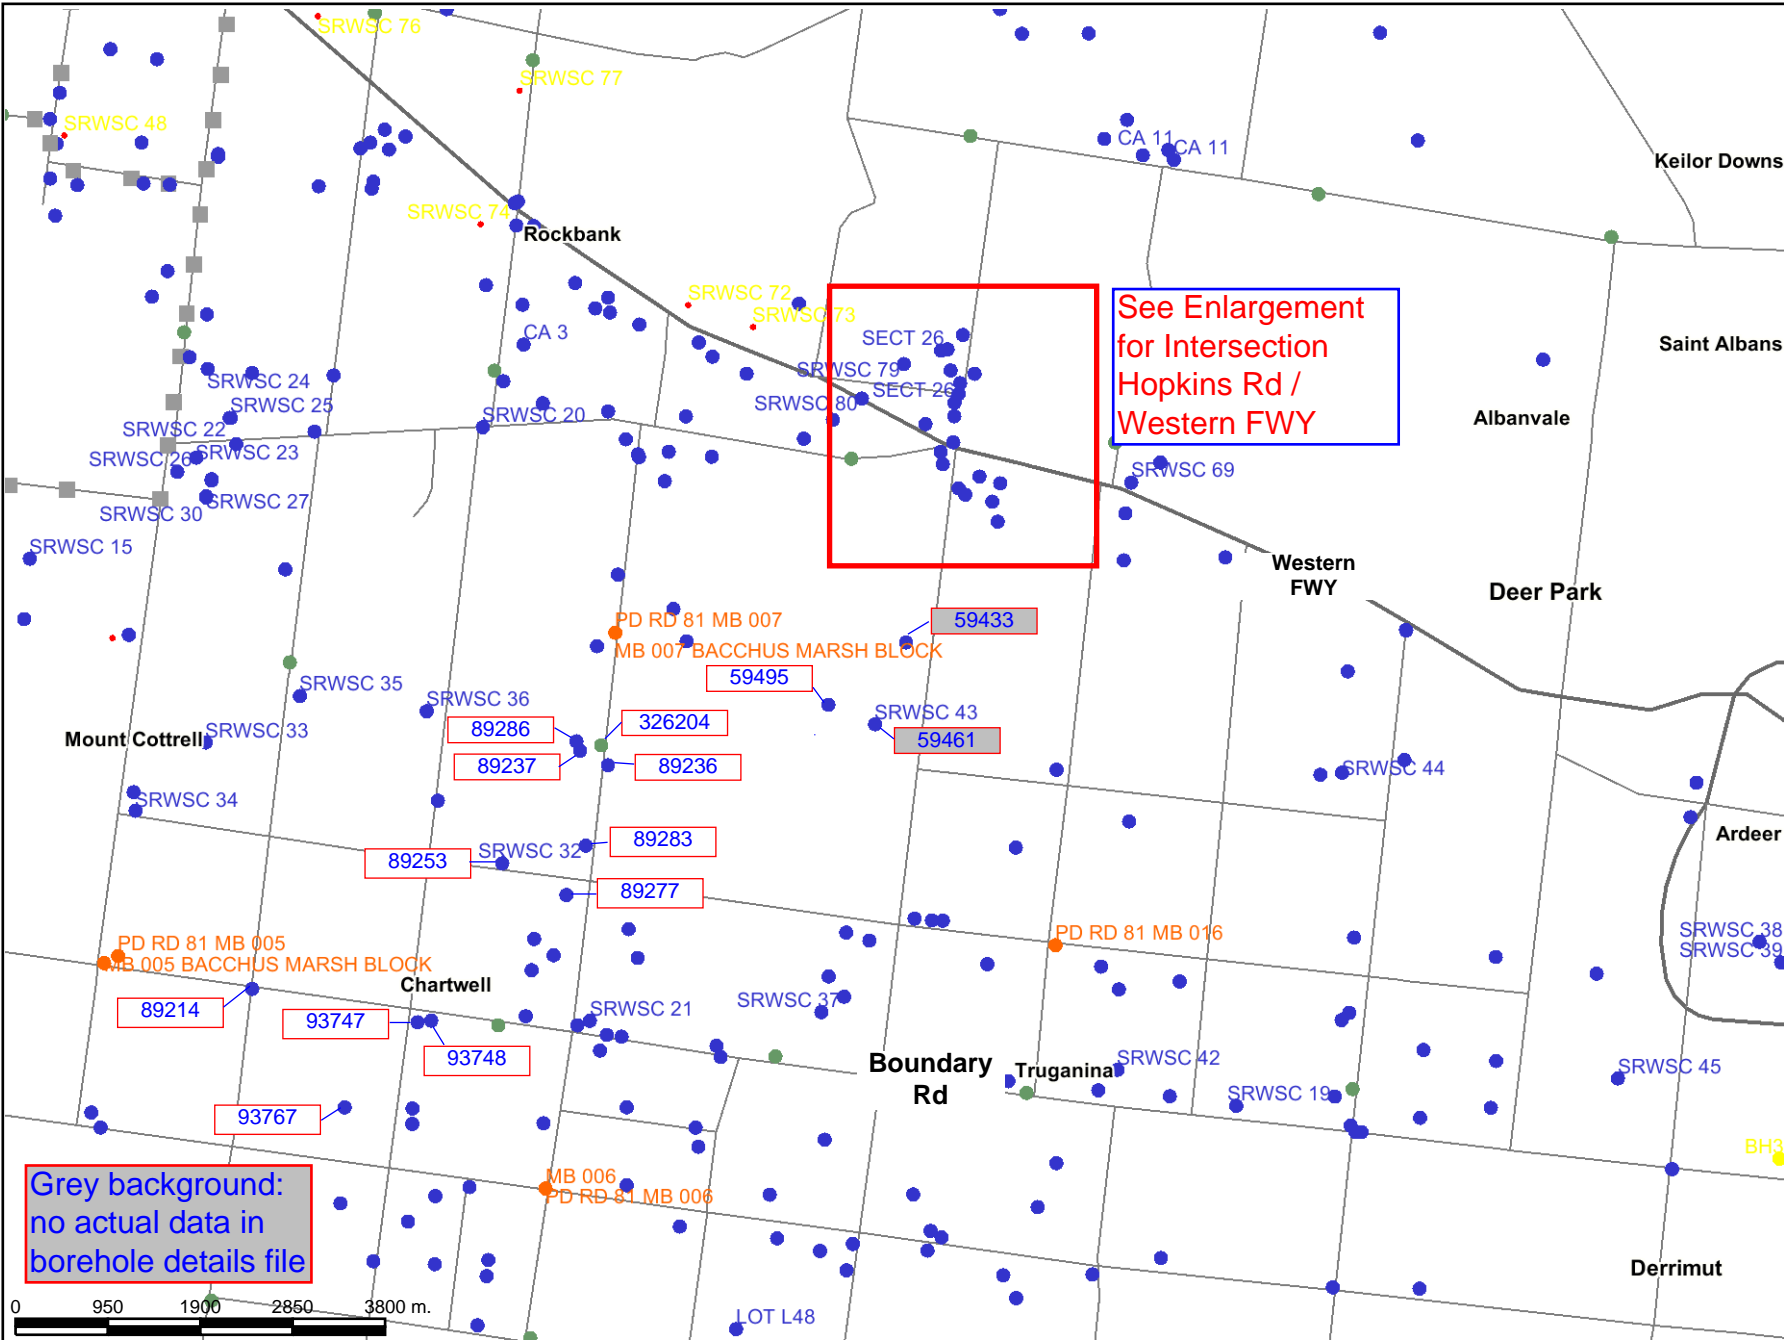 SRWSC 76
SRWSC 77
SRWSC 48
CA 11
CA 11
Keilor Downs
SRWSC 74
Rockbank
SRWSC 72
SRWSC 73
See Enlargement
for Intersection
Hopkins Rd /
Western FWY
CA 3
SECT 26
Saint Albans
SRWSC 79
SRWSC 24
SECT 26
SRWSC 80
SRWSC 25
SRWSC 20
Albanvale
SRWSC 22
SRWSC 23
SRWSC 26
SRWSC 69
SRWSC 27
SRWSC 30
SRWSC 15
Western
FWY
Deer Park
PD RD 81 MB 007
59433
MB 007 BACCHUS MARSH BLOCK
59495
SRWSC 35
SRWSC 36
SRWSC 43
326204
89286
SRWSC 33
Mount Cottrell
59461
89237
89236
SRWSC 44
SRWSC 34
Ardeer
89283
SRWSC 32
89253
89277
SRWSC 38
PD RD 81 MB 016
PD RD 81 MB 005
SRWSC 39
MB 005 BACCHUS MARSH BLOCK
Chartwell
SRWSC 37
SRWSC 21
89214
93747
93748
Boundary
Rd
SRWSC 42
Truganina
SRWSC 45
SRWSC 19
93767
BH3
MB 006
PD RD 81 MB 006
Grey background:
no actual data in
borehole details file
Derrimut
0 950 1900 2850 3800 m.
LOT L48